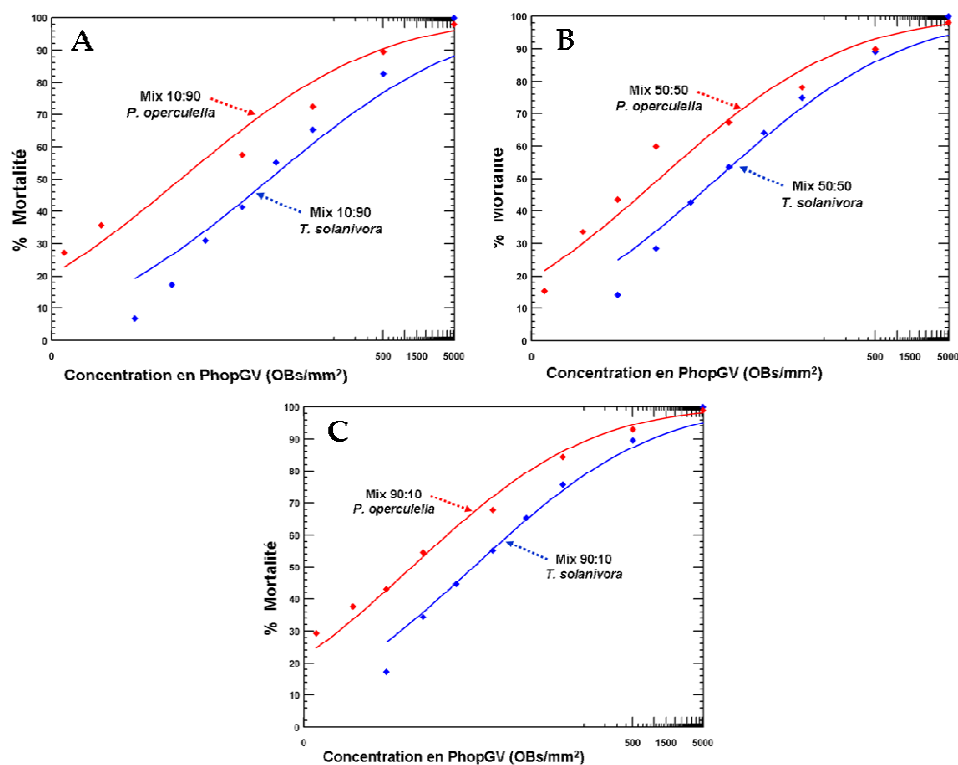 A
100
90
80
70
60
50
40
30
20
10
0
% Mortalité
Mix 10:90
P. operculella
Mix 10:90
T. solanivora
0
500
1500
5000
Concentration en PhopGV (OBs/mm²)
B
100
90
80
70
60
50
40
30
20
10
0
% Mortalité
Mix 50:50
P. operculella
Mix 50:50
T. solanivora
0
500
1500
5000
Concentration en PhopGV (OBs/mm²)
C
100
90
80
70
60
50
40
30
20
10
0
% Mortalité
Mix 90:10
P. operculella
Mix 90:10
T. solanivora
0
500
1500
5000
Concentration en PhopGV (OBs/mm²)